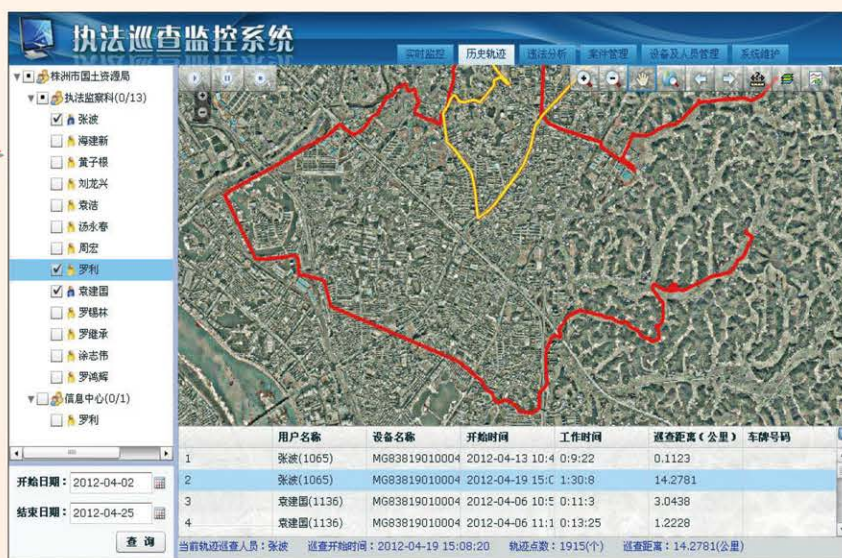 执法巡查监控系统
实时监控 历史轨迹 违法分析 案件管理 设备及人员管理 系统维护
株洲市国土资源局
执法监察科(0/13)
张波
海建新
黄子根
刘龙兴
袁浩
汤永春
周宏
罗利
袁建国
罗锡林
罗继承
徐志伟
罗鸿辉
信息中心(0/1)
罗利
开始日期： 2012-04-02
结束日期： 2012-04-25
查 询
用户名称 设备名称 开始时间 工作时间 巡查距离(公里) 车牌号码
1 张波(1065) MG83819010004 2012-04-13 10:4 0:9:22 0.1123
2 张波(1065) MG83819010004 2012-04-19 15:0 1:30:8 14.2781
3 袁建国(1136) MG83819010004 2012-04-06 10:5 0:11:3 3.0438
4 袁建国(1136) MG83819010004 2012-04-06 11:1 0:13:25 1.2228
当前轨迹巡查人员：张波 巡查开始时间：2012-04-19 15:08:20 轨迹点数：1915(个) 巡查距离：14.2781(公里)